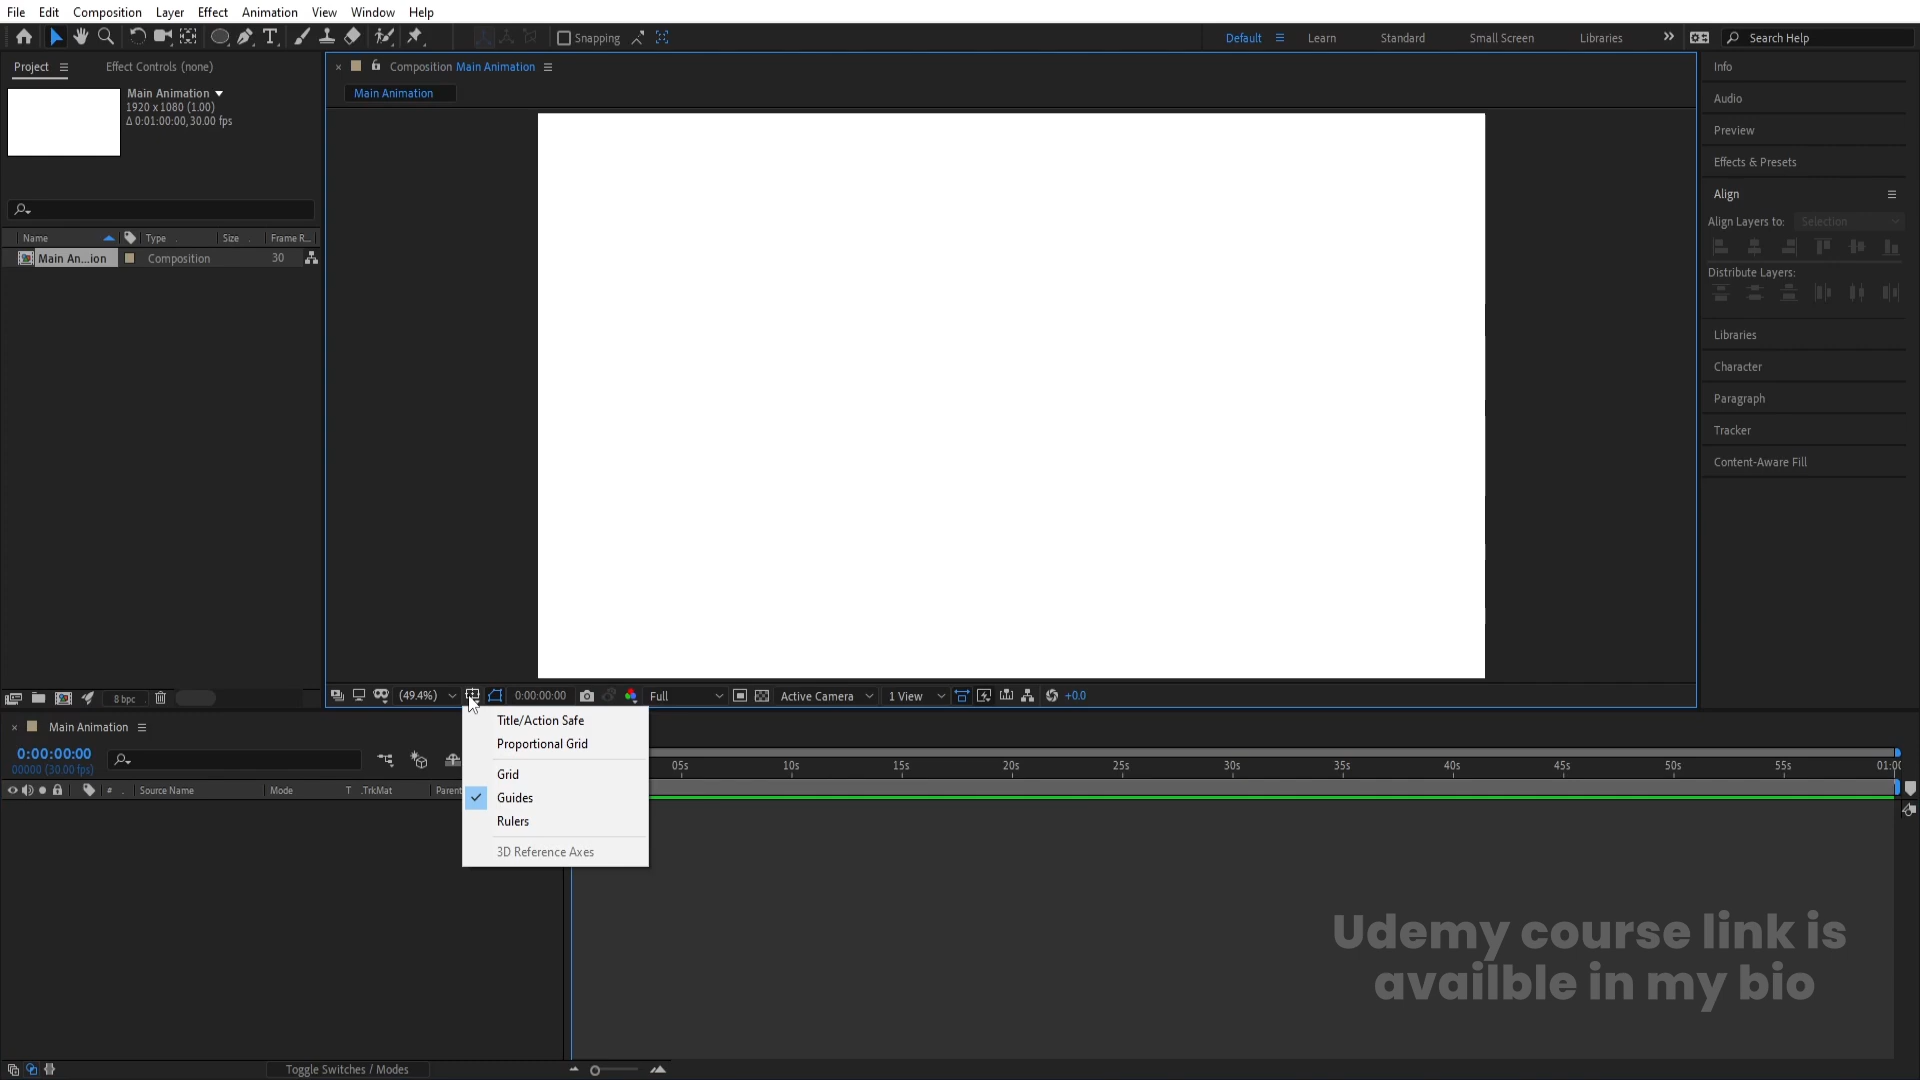 File Edit Composition Layer Effect Animation View Window Help
Snapping
Default Learn Standard Small Screen Libraries Search Help
Project Effect Controls (none)
Main Animation
1920 x 1080 (1.00)
Δ 0:01:00:00, 30.00 fps
Composition Main Animation
Main Animation
Name Type Size Frame R...
Main An...ion Composition 30
Info
Audio
Preview
Effects & Presets
Align
Align Layers to: Selection
Distribute Layers:
Libraries
Character
Paragraph
Tracker
Content-Aware Fill
8 bpc
(49.4%) 0:00:00:00 Full Active Camera 1 View +0.0
Title/Action Safe
Proportional Grid
Grid
Guides
Rulers
3D Reference Axes
Main Animation
0:00:00:00
00000 (30.00 fps)
05s 10s 15s 20s 25s 30s 35s 40s 45s 50s 55s 01:00
# Source Name Mode T .TrkMat Parent
Udemy course link is
availble in my bio
Toggle Switches / Modes